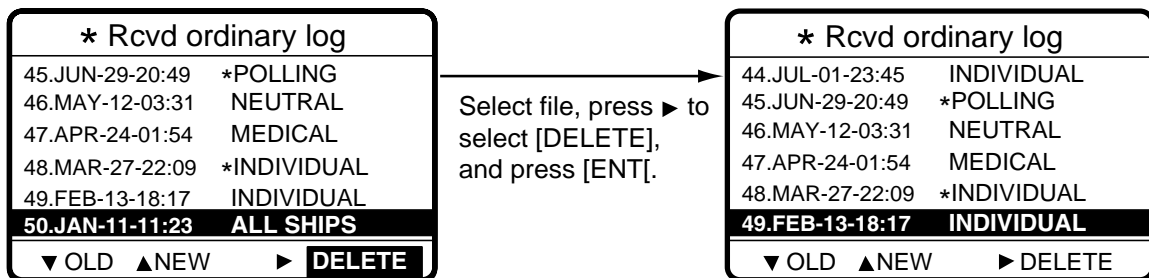 * Rcvd ordinary log
45.JUN-29-20:49 *POLLING
46.MAY-12-03:31 NEUTRAL
47.APR-24-01:54 MEDICAL
48.MAR-27-22:09 *INDIVIDUAL
49.FEB-13-18:17 INDIVIDUAL
50.JAN-11-11:23 ALL SHIPS
▼ OLD ▲NEW ► DELETE
Select file, press ► to
select [DELETE],
and press [ENT[.
* Rcvd ordinary log
44.JUL-01-23:45 INDIVIDUAL
45.JUN-29-20:49 *POLLING
46.MAY-12-03:31 NEUTRAL
47.APR-24-01:54 MEDICAL
48.MAR-27-22:09 *INDIVIDUAL
49.FEB-13-18:17 INDIVIDUAL
▼ OLD ▲NEW ► DELETE